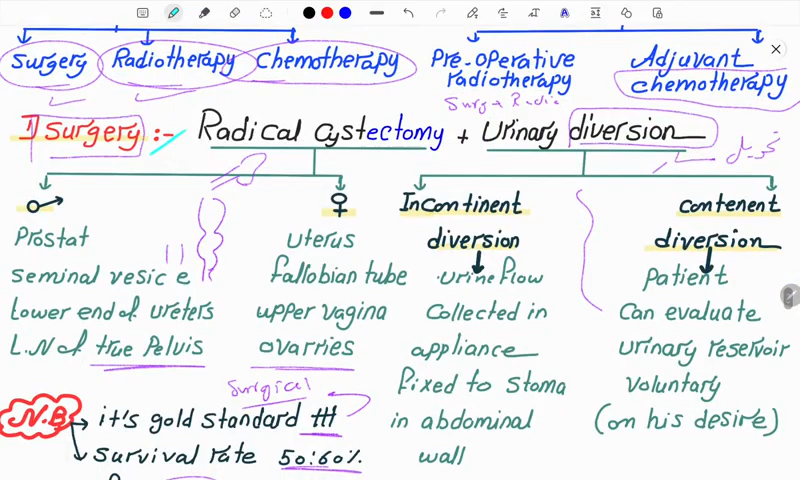 Surgery Radiotherapy Chemotherapy
Pre-operative radiotherapy
Adjuvant chemotherapy
Surg + Radio
1) Surgery :- Radical cystectomy + Urinary diversion
تحويل
Prostat
seminal vesic e
Lower end of ureters
L.N of true Pelvis
uterus
fallobian tube
upper vagina
ovarries
Incontinent
diversion
urine flow
Collected in
appliance
fixed to stoma
in abdominal
wall
contenent
diversion
Patient
Can evaluate
urinary reservoir
voluntary
(on his desire)
Surgical
N.B
it's gold standard ttt
survival rate 50:60%